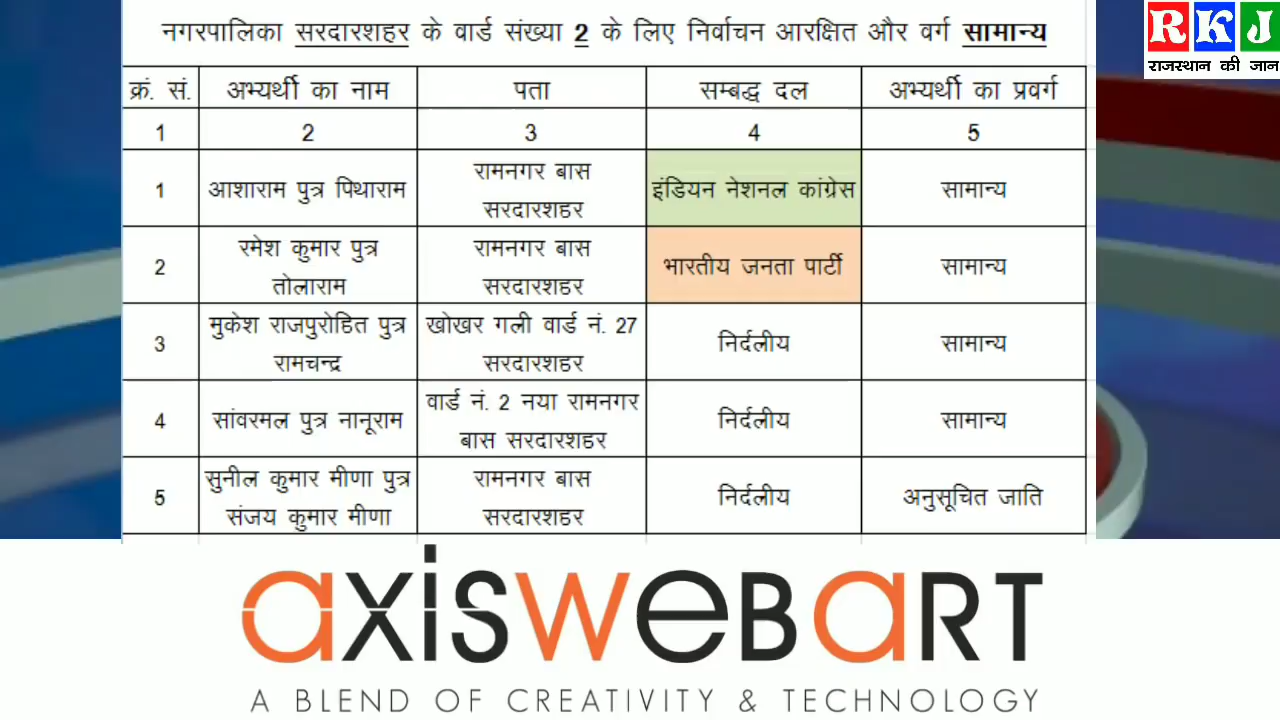 नगरपालिका सरदारशहर के वार्ड संख्या 2 के लिए निर्वाचन आरक्षित और वर्ग सामान्य
RKJ
राजस्थान की जान
क्रं. सं. अभ्यर्थी का नाम पता सम्बद्ध दल अभ्यर्थी का प्रवर्ग
1 2 3 4 5
1 आशाराम पुत्र पिथाराम रामनगर बास सरदारशहर इंडियन नेशनल कांग्रेस सामान्य
2 रमेश कुमार पुत्र तोलाराम रामनगर बास सरदारशहर भारतीय जनता पार्टी सामान्य
3 मुकेश राजपुरोहित पुत्र रामचन्द्र खोखर गली वार्ड नं. 27 सरदारशहर निर्दलीय सामान्य
4 सांवरमल पुत्र नानूराम वार्ड नं. 2 नया रामनगर बास सरदारशहर निर्दलीय सामान्य
5 सुनील कुमार मीणा पुत्र संजय कुमार मीणा रामनगर बास सरदारशहर निर्दलीय अनुसूचित जाति
axiswebart
A BLEND OF CREATIVITY & TECHNOLOGY